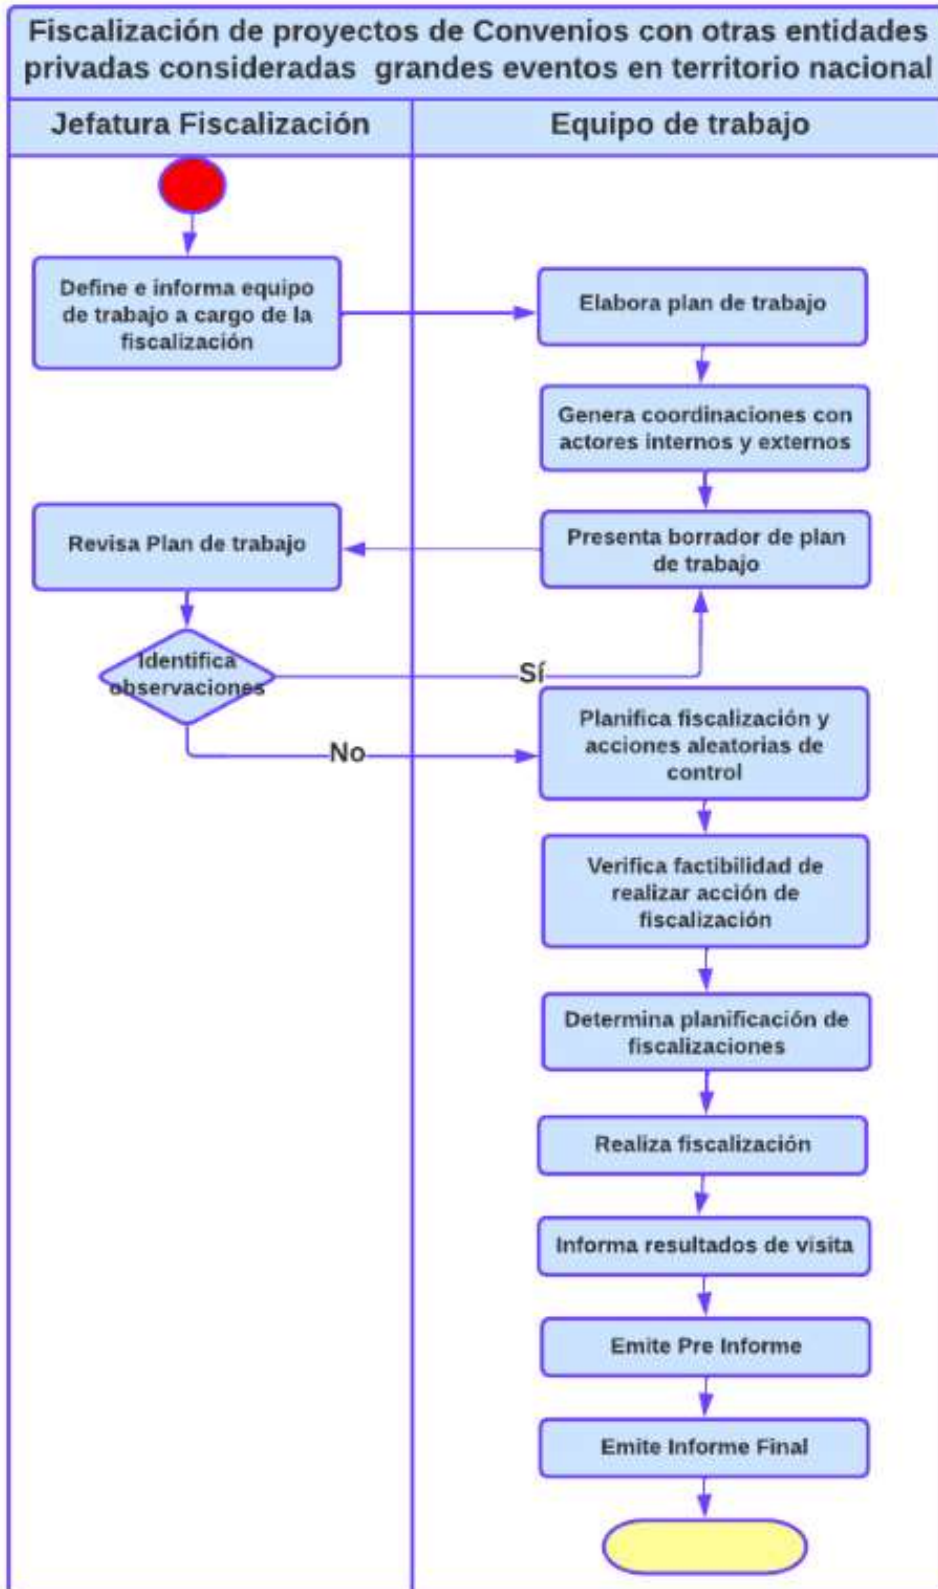 Fiscalización de proyectos de Convenios con otras entidades
privadas consideradas grandes eventos en territorio nacional
Jefatura Fiscalización
Equipo de trabajo
Define e informa equipo
de trabajo a cargo de la
fiscalización
Elabora plan de trabajo
Genera coordinaciones con
actores internos y externos
Presenta borrador de plan
de trabajo
Revisa Plan de trabajo
Identifica
observaciones
Sí
No
Planifica fiscalización y
acciones aleatorias de
control
Verifica factibilidad de
realizar acción de
fiscalización
Determina planificación de
fiscalizaciones
Realiza fiscalización
Informa resultados de visita
Emite Pre Informe
Emite Informe Final